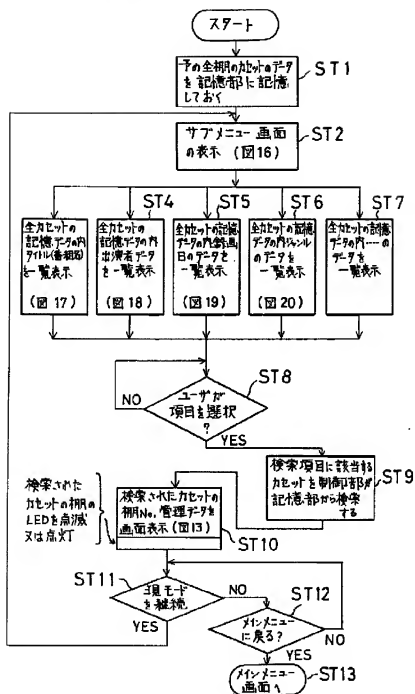 スタート
予め全棚のカセットのデータ
を記憶部に記憶
しておく
ST1
サブメニュー画面
の表示 (図16)
ST2
全カセットの
記憶データの内
タイトル(番組名)
を一覧表示
(図17)
ST4
全カセットの
記憶データの内
出演者データ
を一覧表示
(図18)
ST5
全カセットの記憶
データの内録画
日のデータを
一覧表示
(図19)
ST6
全カセットの記憶
データの内ジャンル
のデータを
一覧表示
(図20)
ST7
全カセットの記憶
データの内……の
データを
一覧表示
ST8
ユーザが
項目を選択
?
NO
YES
ST9
検索項目に該当する
カセットを制御部が
記憶部から検索
する
検索された
カセットの棚の
LEDを点滅
又は点灯
検索されたカセットの
棚No.管理データを
画面表示(図13)
ST10
ST11
モード
を継続
NO
YES
ST12
メインメニュー
に戻る?
NO
YES
メインメニュー
画面へ
ST13